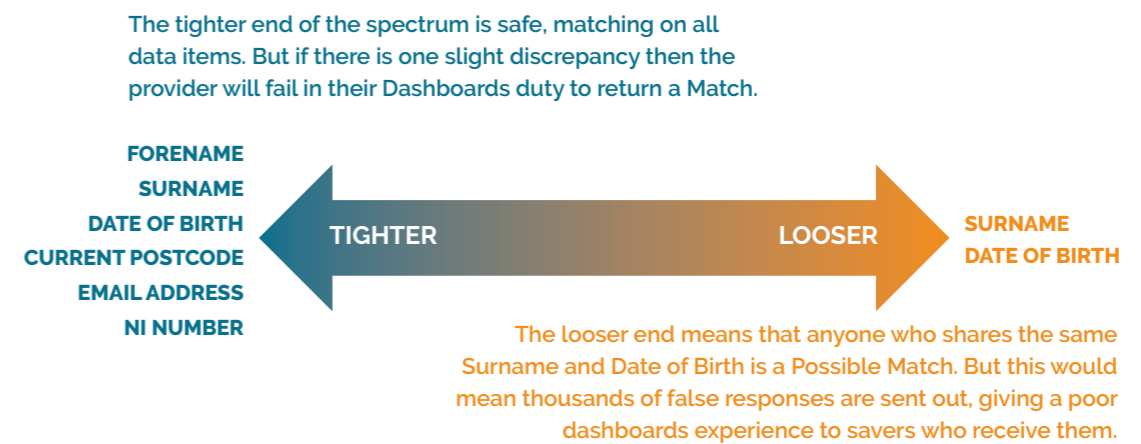 The tighter end of the spectrum is safe, matching on all
data items. But if there is one slight discrepancy then the
provider will fail in their Dashboards duty to return a Match.
FORENAME
SURNAME
DATE OF BIRTH
CURRENT POSTCODE
EMAIL ADDRESS
NI NUMBER
TIGHTER
LOOSER
SURNAME
DATE OF BIRTH
The looser end means that anyone who shares the same
Surname and Date of Birth is a Possible Match. But this would
mean thousands of false responses are sent out, giving a poor
dashboards experience to savers who receive them.